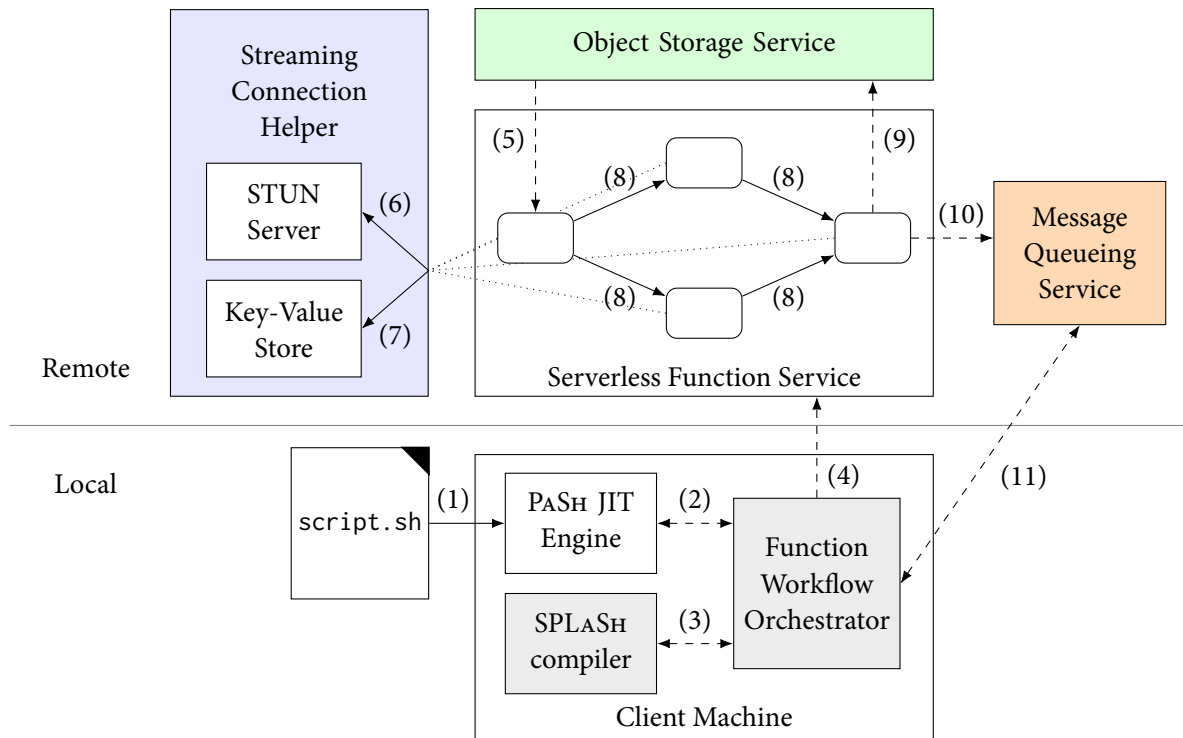 Streaming
Connection
Helper
STUN
Server
Key-Value
Store
(6)
(7)
Object Storage Service
(5)
(9)
(8)
(8)
(8)
(8)
(10)
Serverless Function Service
Message
Queueing
Service
Remote
Local
script.sh
(1)
PaSh JIT
Engine
(2)
SPLaSh
compiler
(3)
(4)
Function
Workflow
Orchestrator
(11)
Client Machine